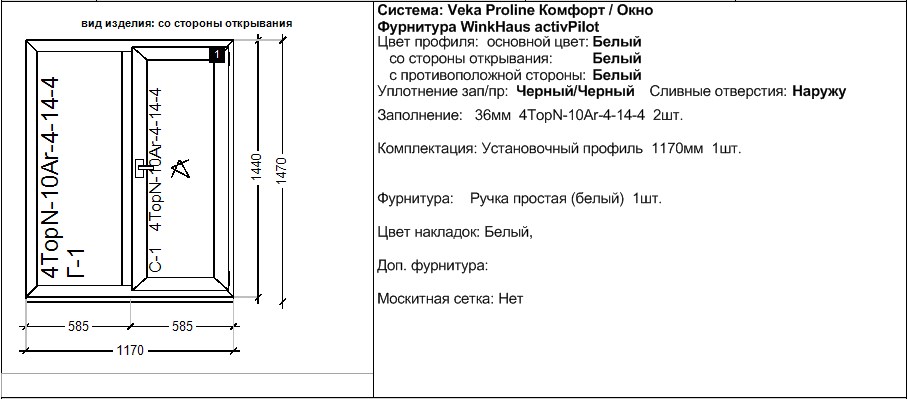 вид изделия: со стороны открывания
1
4TopN-10Ar-4-14-4
Г-1
С-1 4TopN-10Ar-4-14-4
1440
1470
585
585
1170
Система: Veka Proline Комфорт / Окно
Фурнитура WinkHaus activPilot
Цвет профиля: основной цвет: Белый
со стороны открывания: Белый
с противоположной стороны: Белый
Уплотнение зап/пр: Черный/Черный Сливные отверстия: Наружу
Заполнение: 36мм 4TopN-10Ar-4-14-4 2шт.
Комплектация: Установочный профиль 1170мм 1шт.
Фурнитура: Ручка простая (белый) 1шт.
Цвет накладок: Белый,
Доп. фурнитура:
Москитная сетка: Нет